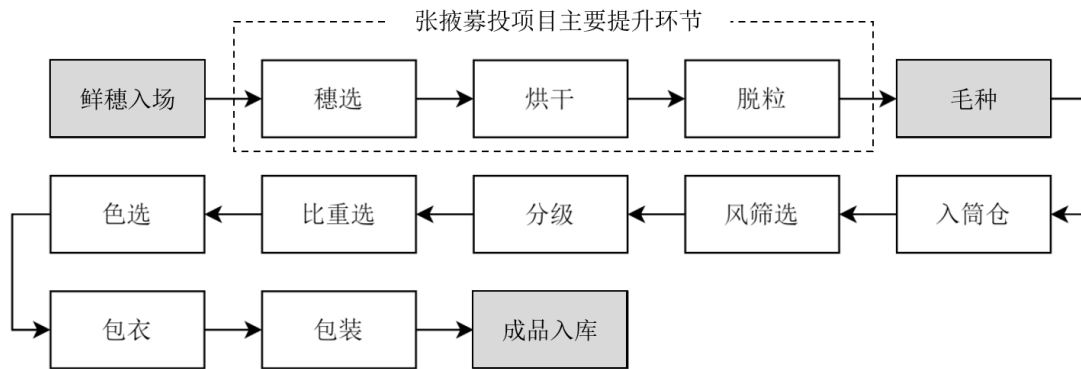 张掖募投项目主要提升环节
鲜穗入场
穗选
烘干
脱粒
毛种
入筒仓
风筛选
分级
比重选
色选
包衣
包装
成品入库